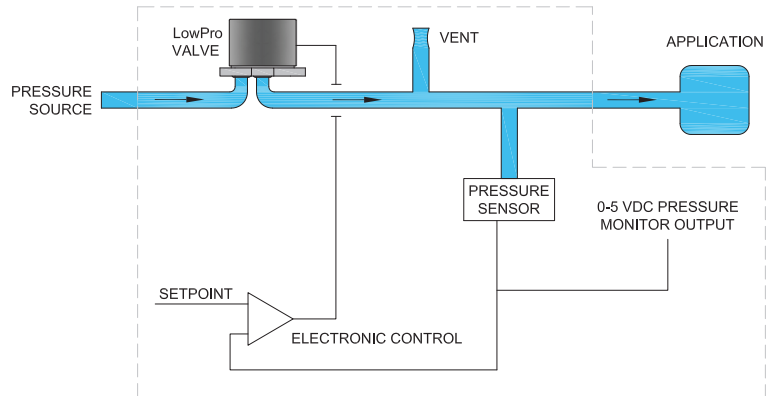 LowPro
VALVE
VENT
APPLICATION
PRESSURE
SOURCE
PRESSURE
SENSOR
0-5 VDC PRESSURE
MONITOR OUTPUT
SETPOINT
ELECTRONIC CONTROL